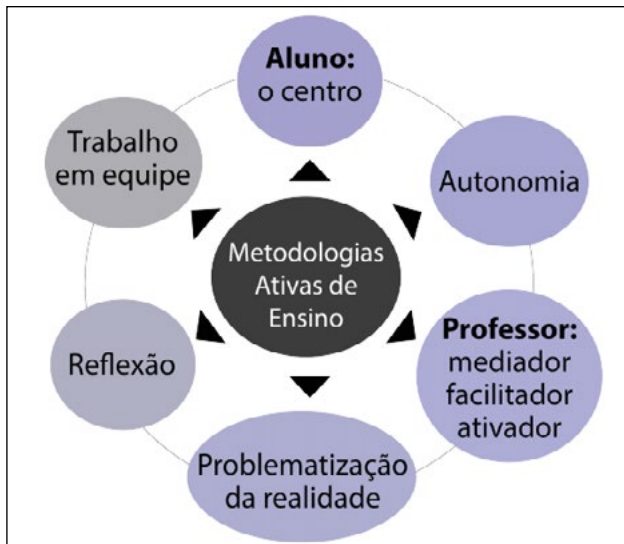 Aluno:
o centro
Autonomia
Professor:
mediador
facilitador
ativador
Problematização
da realidade
Reflexão
Trabalho
em equipe
Metodologias
Ativas de
Ensino